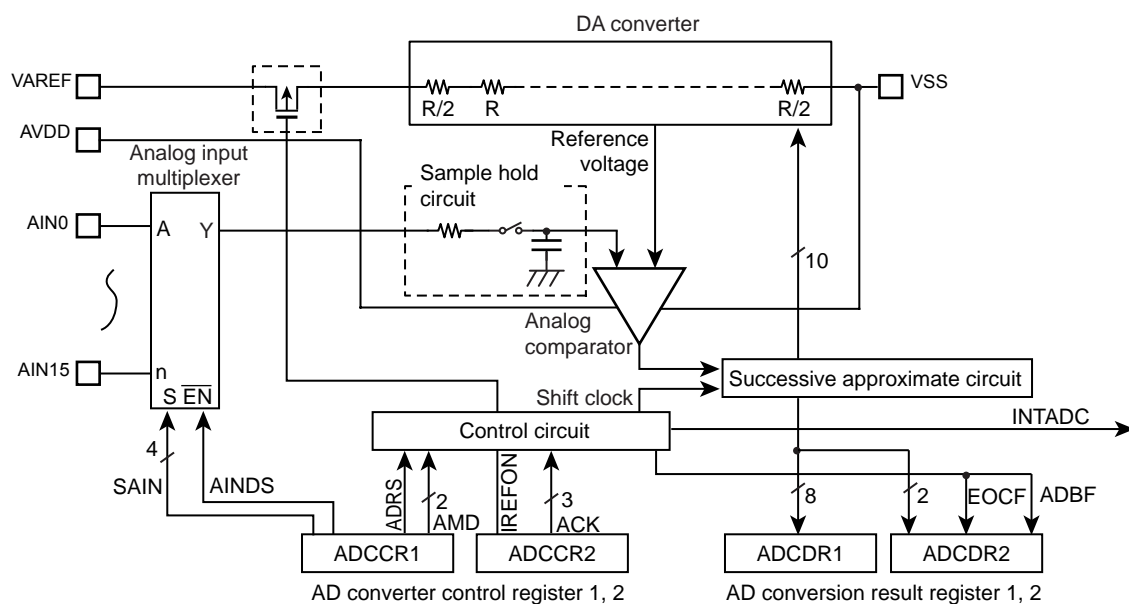 DA converter
VAREF
VSS
R/2
R
R/2
AVDD
Analog input
multiplexer
Reference
voltage
Sample hold
circuit
AIN0
A
Y
10
Analog
comparator
AIN15
n
S
EN
Successive approximate circuit
Shift clock
Control circuit
INTADC
4
SAIN
AINDS
ADRS
2
AMD
IREFON
3
ACK
8
2
EOCF
ADBF
ADCCR1
ADCCR2
ADCDR1
ADCDR2
AD converter control register 1, 2
AD conversion result register 1, 2